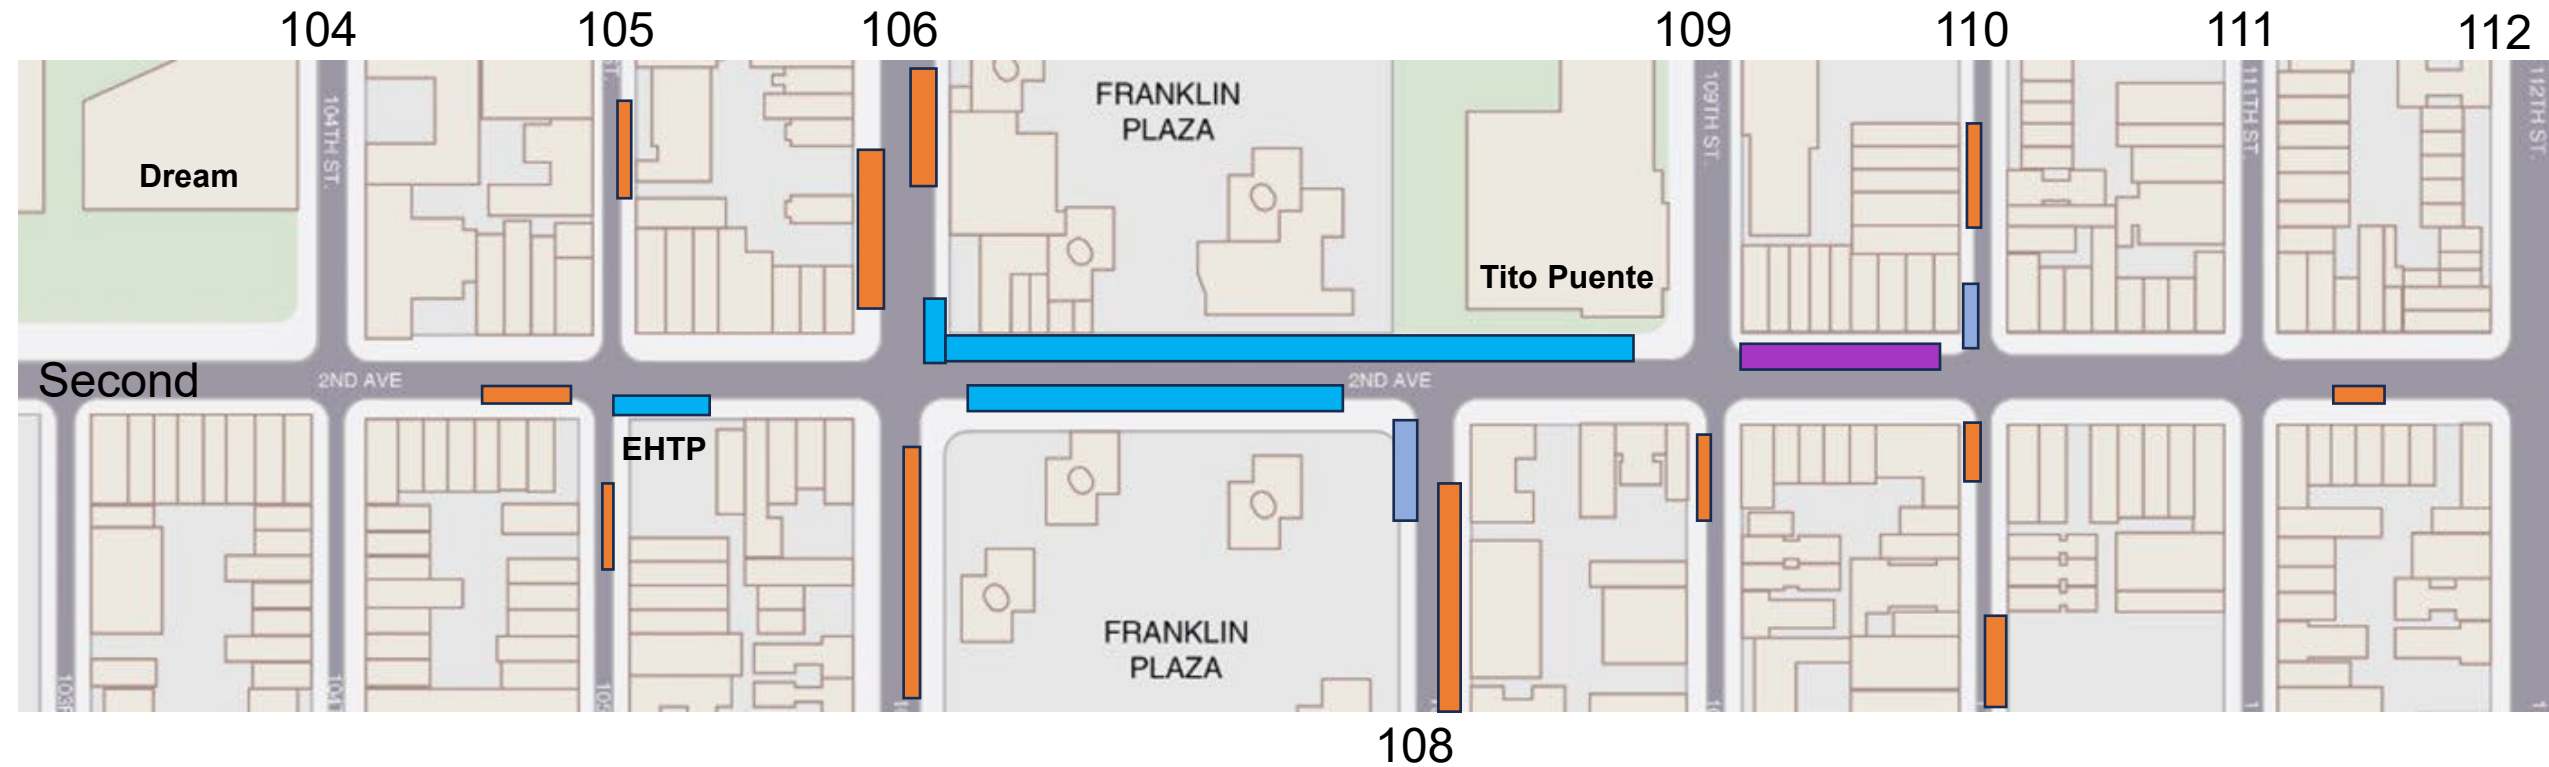 104 105 106 109 110 111 112
104TH ST.
ST.
109TH ST.
111TH ST.
112TH ST.
FRANKLIN
PLAZA
Dream
Tito Puente
Second
2ND AVE
2ND AVE
EHTP
FRANKLIN
PLAZA
108